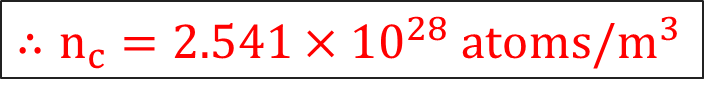 ∴ n_c = 2.541 × 10^28 atoms/m^3